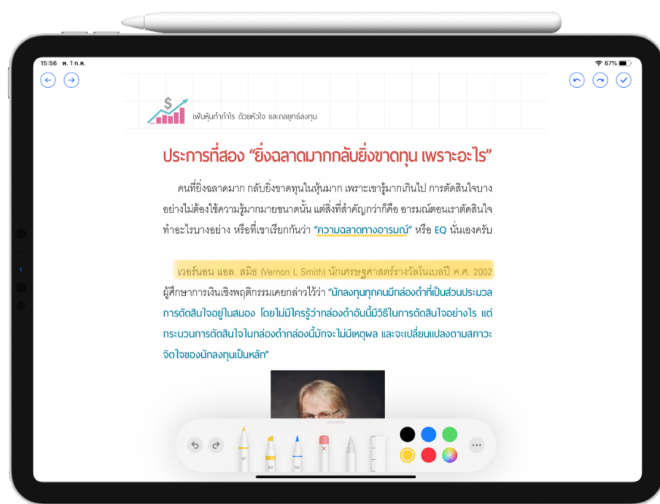 15:56 พ. 1 ก.ค.
67%
เฟ้นหุ้นทำกำไร ด้วยหัวใจ และกลยุทธ์ลงทุน
ประการที่สอง “ยิ่งฉลาดมากกลับยิ่งขาดทุน เพราะอะไร”
คนที่ยิ่งฉลาดมาก กลับยิ่งขาดทุนในหุ้นมาก เพราะเขารู้มากเกินไป การตัดสินใจบาง
อย่างไม่ต้องใช้ความรู้มากมายขนาดนั้น แต่สิ่งที่สำคัญกว่าก็คือ อารมณ์ตอนเราตัดสินใจ
ทำอะไรบางอย่าง หรือที่เขาเรียกกันว่า “ความฉลาดทางอารมณ์” หรือ EQ นั่นเองครับ
เวอร์นอน แอล. สมิธ (Vernon L Smith) นักเศรษฐศาสตร์รางวัลโนเบลปี ค.ศ. 2002
ผู้ศึกษาการเงินเชิงพฤติกรรมเคยกล่าวไว้ว่า “นักลงทุนทุกคนมีกล่องดำที่เป็นส่วนประมวล
การตัดสินใจอยู่ในสมอง โดยไม่มีใครรู้ว่ากล่องดำอันนี้มีวิธีในการตัดสินใจอย่างไร แต่
กระบวนการตัดสินใจในกล่องดำกล่องนี้มักจะไม่มีเหตุผล และจะเปลี่ยนแปลงตามสภาวะ
จิตใจของนักลงทุนเป็นหลัก”